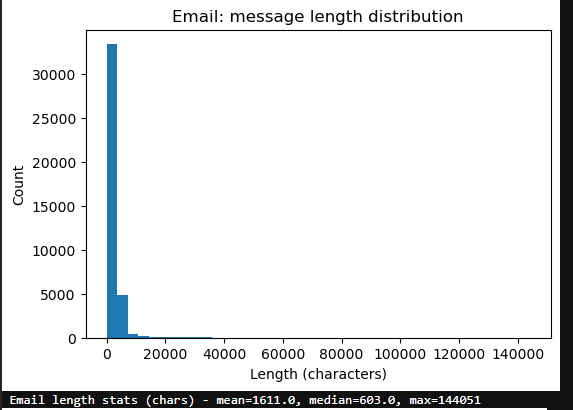 Email: message length distribution
30000
25000
20000
15000
10000
5000
0
Count
0 20000 40000 60000 80000 100000 120000 140000
Length (characters)
Email length stats (chars) - mean=1611.0, median=603.0, max=144051